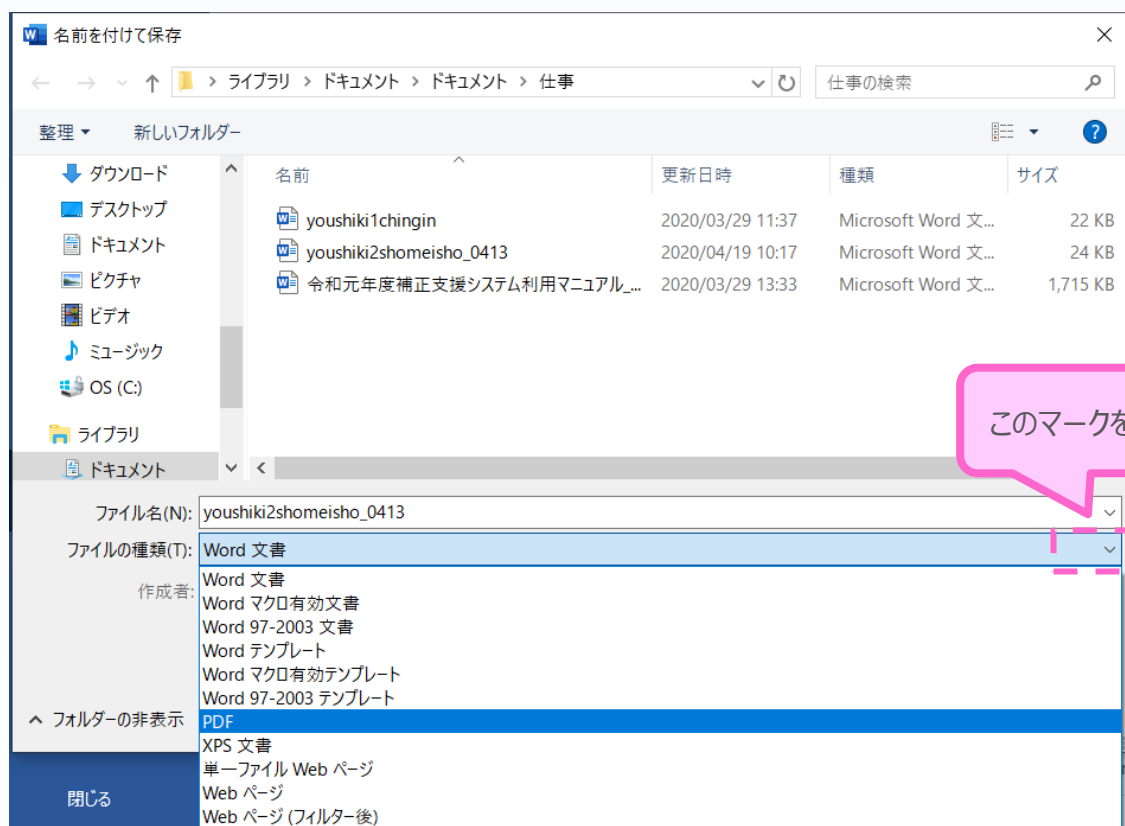 名前を付けて保存
ライブラリ > ドキュメント > ドキュメント > 仕事
仕事の検索
整理 新しいフォルダー
名前 更新日時 種類 サイズ
ダウンロード
デスクトップ
ドキュメント
ピクチャ
ビデオ
ミュージック
OS (C:)
ライブラリ
ドキュメント
youshiki1chingin 2020/03/29 11:37 Microsoft Word 文... 22 KB
youshiki2shomeisho_0413 2020/04/19 10:17 Microsoft Word 文... 24 KB
令和元年度補正支援システム利用マニュアル_... 2020/03/29 13:33 Microsoft Word 文... 1,715 KB
このマークを
ファイル名(N): youshiki2shomeisho_0413
ファイルの種類(T): Word 文書
作成者:
Word 文書
Word マクロ有効文書
Word 97-2003 文書
Word テンプレート
Word マクロ有効テンプレート
Word 97-2003 テンプレート
フォルダーの非表示
PDF
XPS 文書
単一ファイル Web ページ
Web ページ
Web ページ (フィルター後)
閉じる